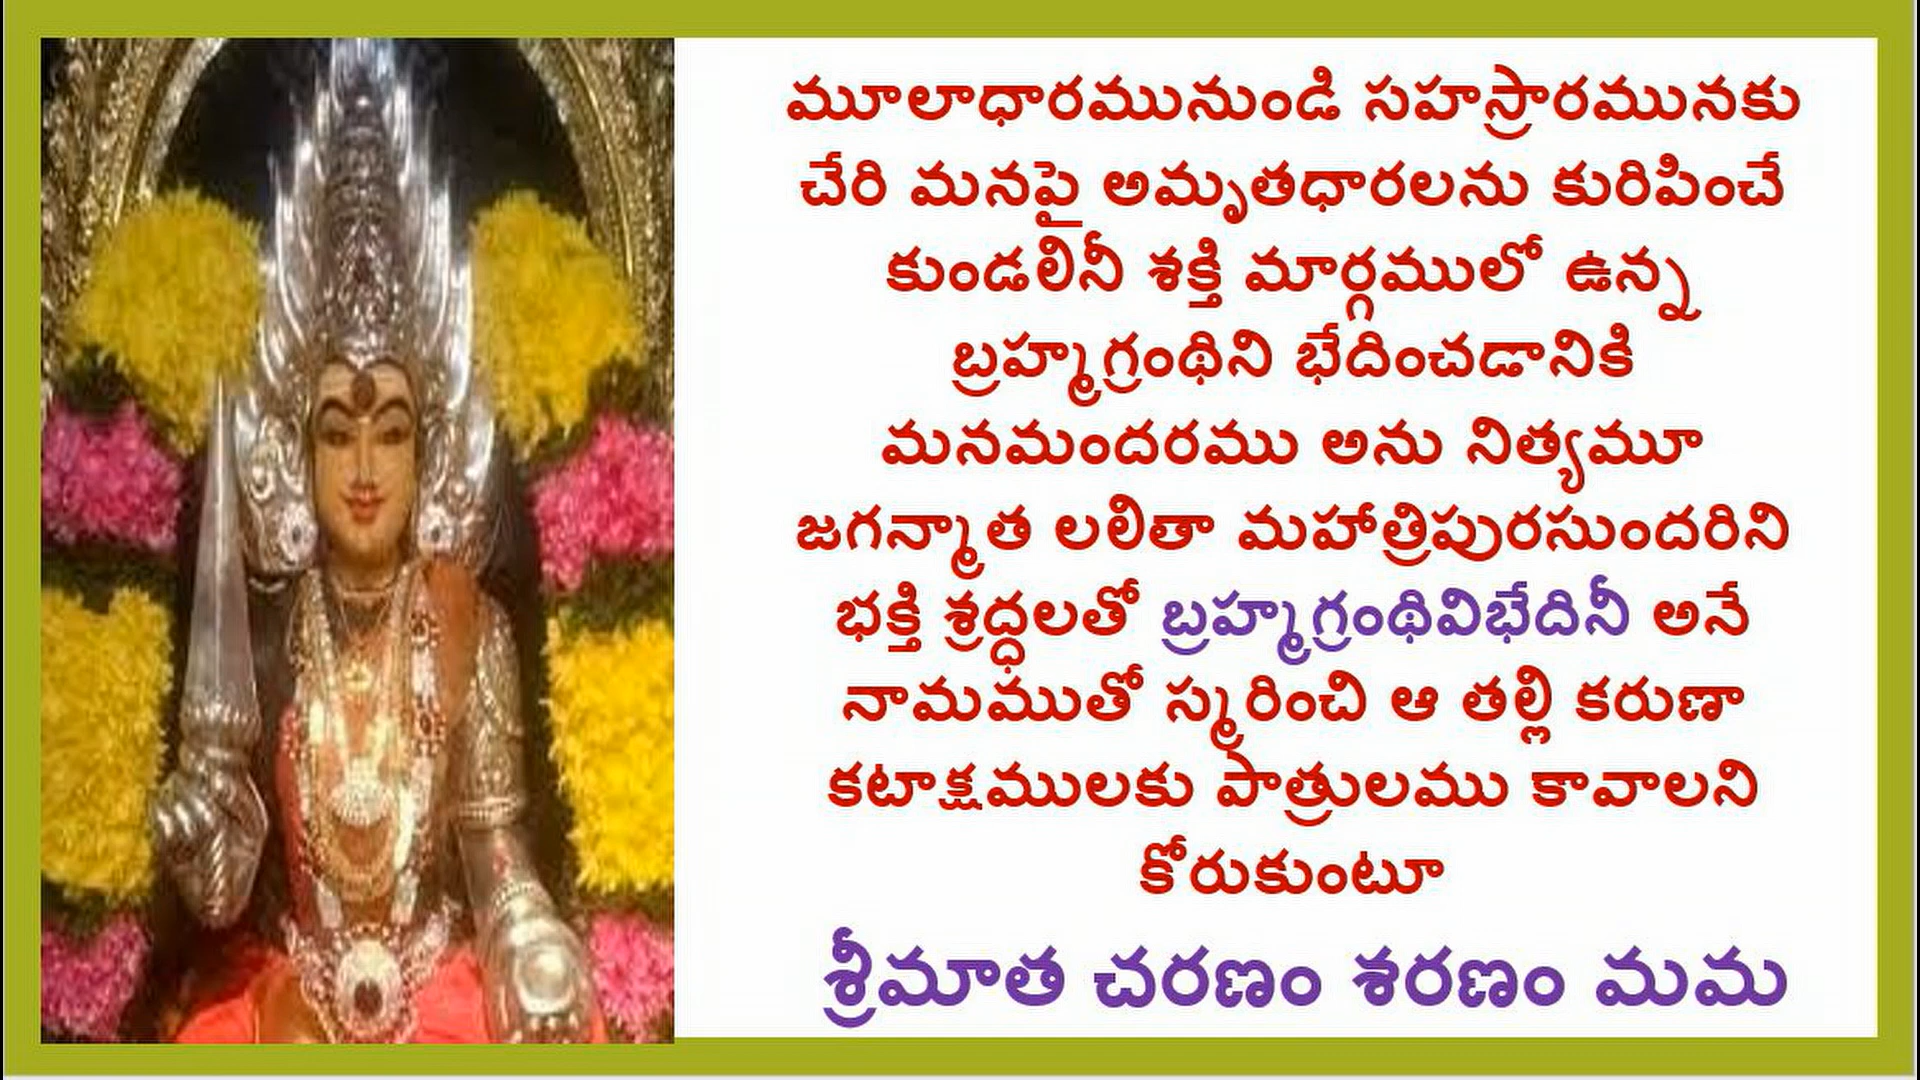 మూలాధారమునుండి సహస్రారమునకు
చేరి మనపై అమృతధారలను కురిపించే
కుండలినీ శక్తి మార్గములో ఉన్న
బ్రహ్మగ్రంథిని భేదించడానికి
మనమందరము అను నిత్యమూ
జగన్మాత లలితా మహాత్రిపురసుందరిని
భక్తి శ్రద్ధలతో బ్రహ్మగ్రంథివిభేదినీ అనే
నామముతో స్మరించి ఆ తల్లి కరుణా
కటాక్షములకు పాత్రులము కావాలని
కోరుకుంటూ
శ్రీమాత చరణం శరణం మమ